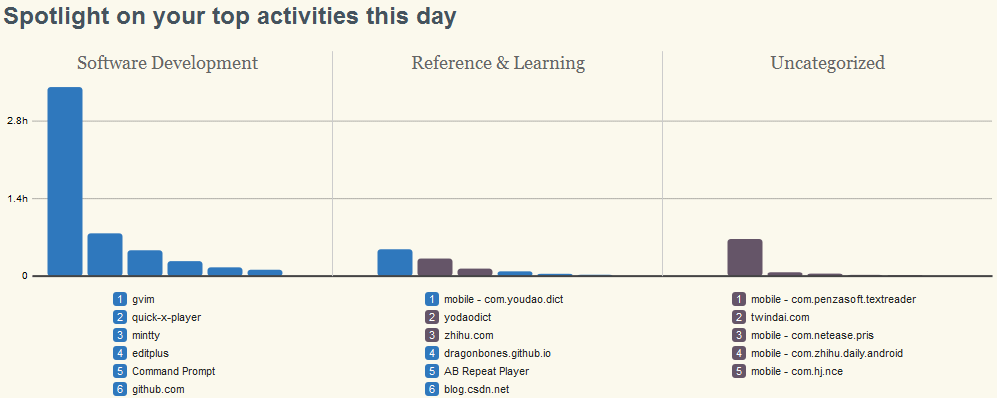 Spotlight on your top activities this day
Software Development
Reference & Learning
Uncategorized
2.8h
1.4h
0
1 gvim
2 quick-x-player
3 mintty
4 editplus
5 Command Prompt
6 github.com
1 mobile - com.youdao.dict
2 yodaodict
3 zhihu.com
4 dragonbones.github.io
5 AB Repeat Player
6 blog.csdn.net
1 mobile - com.penzasoft.textreader
2 twindai.com
3 mobile - com.netease.pris
4 mobile - com.zhihu.daily.android
5 mobile - com.hj.nce